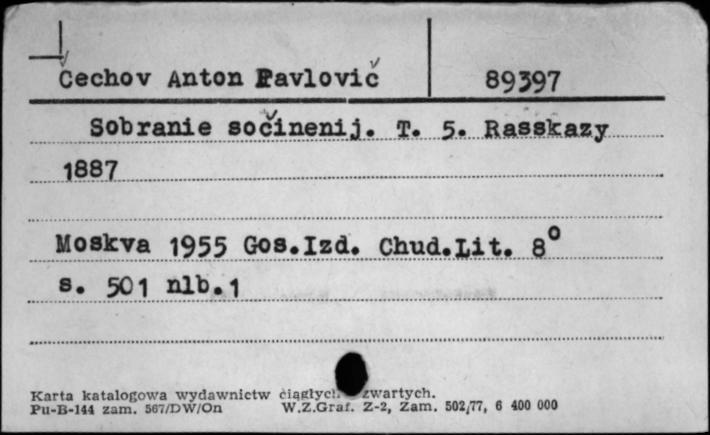 Čechov Anton Pavlovič 89397
Sobranie sočinenij. T. 5. Rasskazy
1887
Moskva 1955 Gos.Izd. Chud.Lit. 8°
s. 501 nlb.1
Karta katalogowa wydawnictw ciągłych zwartych.
Pu-B-144 zam. 567/DW/On W.Z.Graf. Z-2, Zam. 502/77, 6 400 000